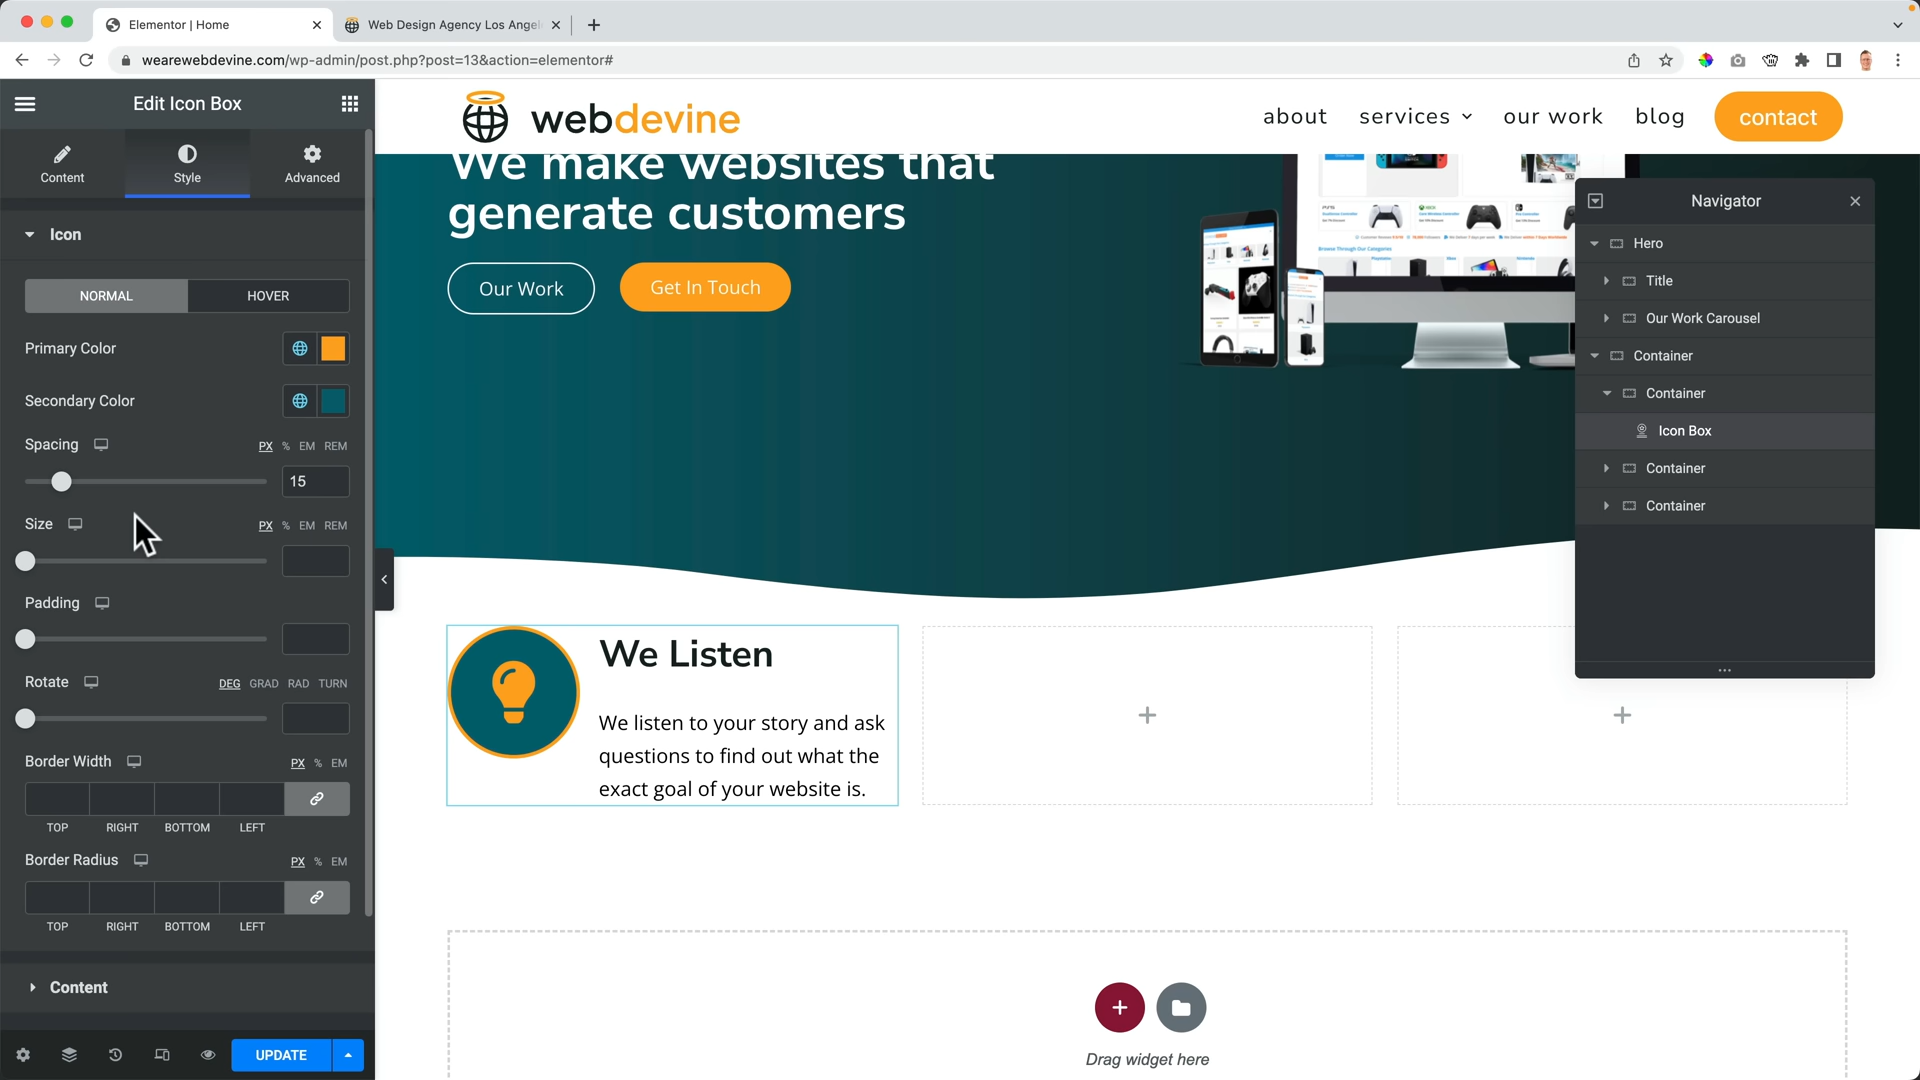 Elementor | Home
Web Design Agency Los Angel
wearewebdevine.com/wp-admin/post.php?post=13&action=elementor#
Edit Icon Box
Content
Style
Advanced
Icon
NORMAL
HOVER
Primary Color
Secondary Color
Spacing
PX % EM REM
15
Size
PX % EM REM
Padding
Rotate
DEG GRAD RAD TURN
Border Width
PX % EM
TOP RIGHT BOTTOM LEFT
Border Radius
PX % EM
TOP RIGHT BOTTOM LEFT
Content
UPDATE
webdevine
about
services
our work
blog
contact
We make websites that
generate customers
Our Work
Get In Touch
Browse Through Our Categories
Navigator
Hero
Title
Our Work Carousel
Container
Container
Icon Box
Container
Container
We Listen
We listen to your story and ask
questions to find out what the
exact goal of your website is.
Drag widget here